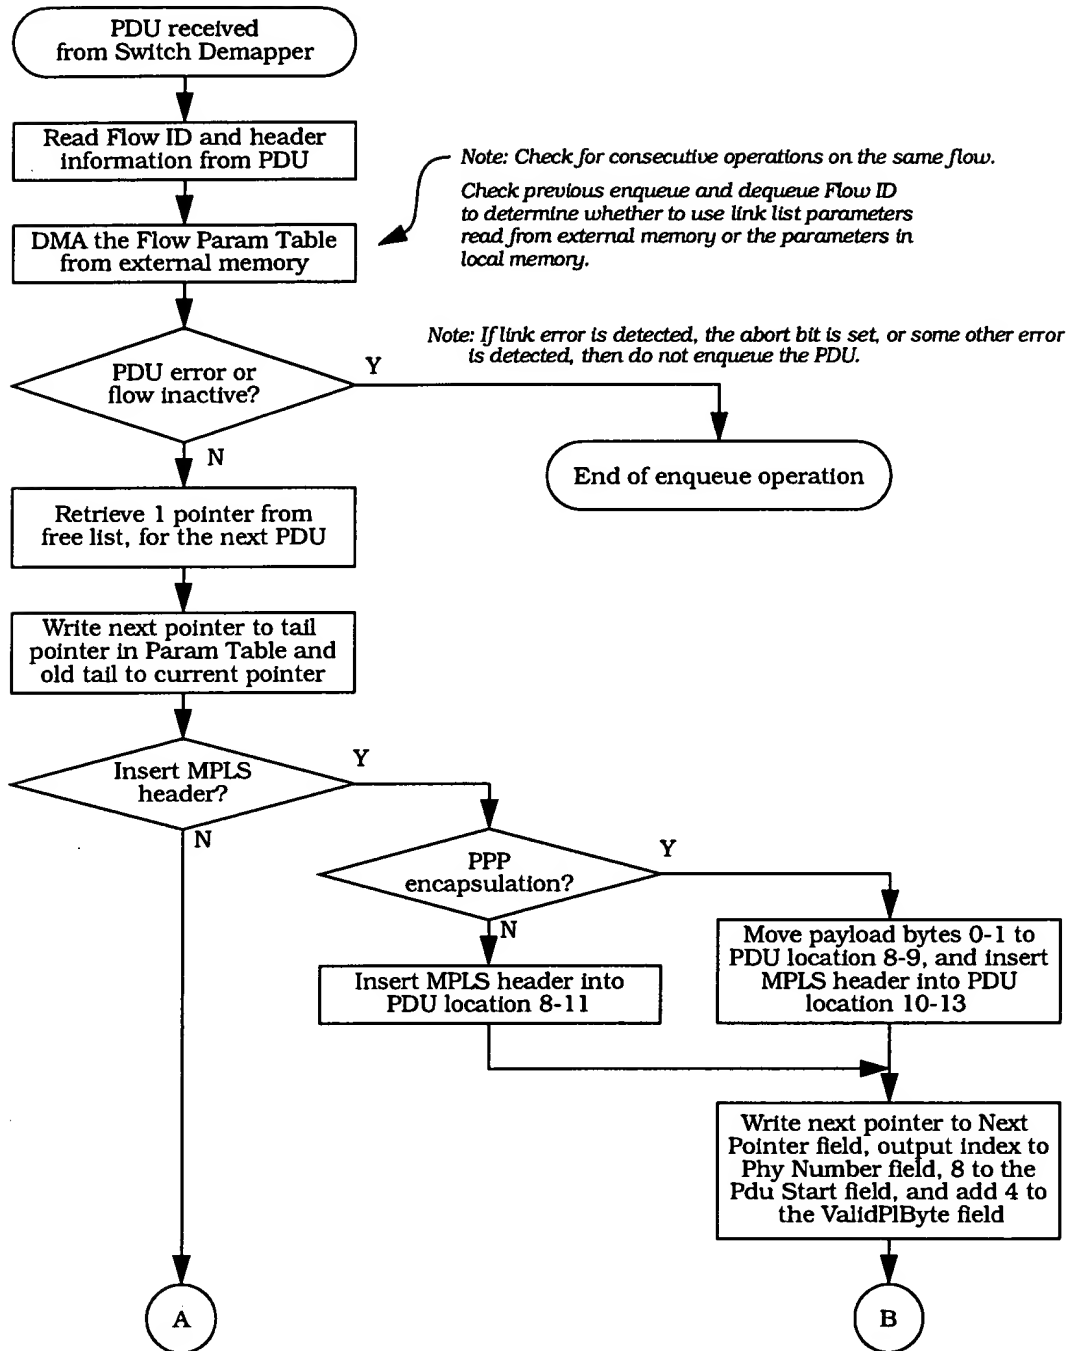 PDU received
from Switch Demapper
Read Flow ID and header
information from PDU
Note: Check for consecutive operations on the same flow.
Check previous enqueue and dequeue Flow ID
to determine whether to use link list parameters
read from external memory or the parameters in
local memory.
DMA the Flow Param Table
from external memory
Note: If link error is detected, the abort bit is set, or some other error
is detected, then do not enqueue the PDU.
PDU error or
flow inactive?
Y
N
End of enqueue operation
Retrieve 1 pointer from
free list, for the next PDU
Write next pointer to tail
pointer in Param Table and
old tail to current pointer
Insert MPLS
header?
Y
N
PPP
encapsulation?
Y
N
Insert MPLS header into
PDU location 8-11
Move payload bytes 0-1 to
PDU location 8-9, and insert
MPLS header into PDU
location 10-13
Write next pointer to Next
Pointer field, output index to
Phy Number field, 8 to the
Pdu Start field, and add 4 to
the ValidPlByte field
A
B